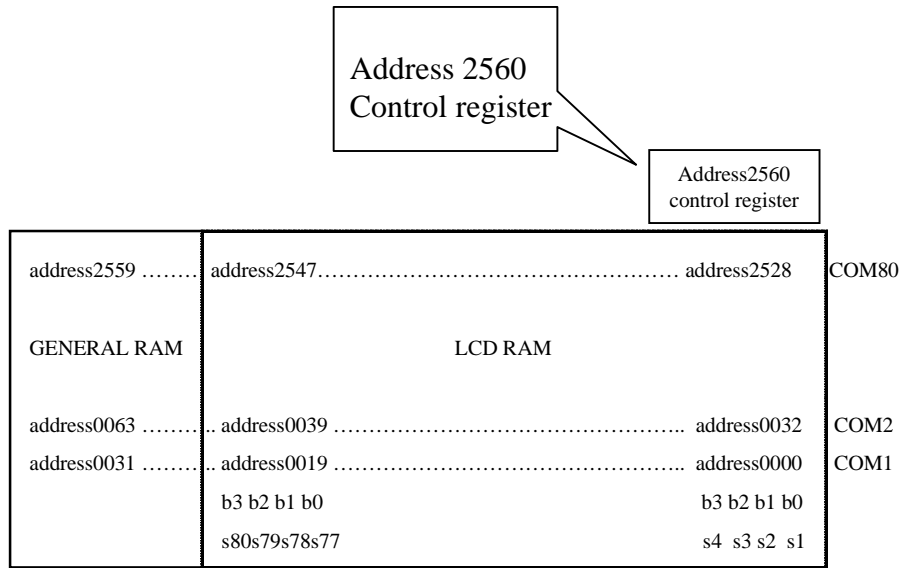 Address 2560
Control register
Address2560
control register
address2559 ……… address2547…………………………………………… address2528 COM80
GENERAL RAM LCD RAM
address0063 ……….. address0039 ………………………………………….. address0032 COM2
address0031 ……….. address0019 ………………………………………….. address0000 COM1
b3 b2 b1 b0 b3 b2 b1 b0
s80s79s78s77 s4 s3 s2 s1